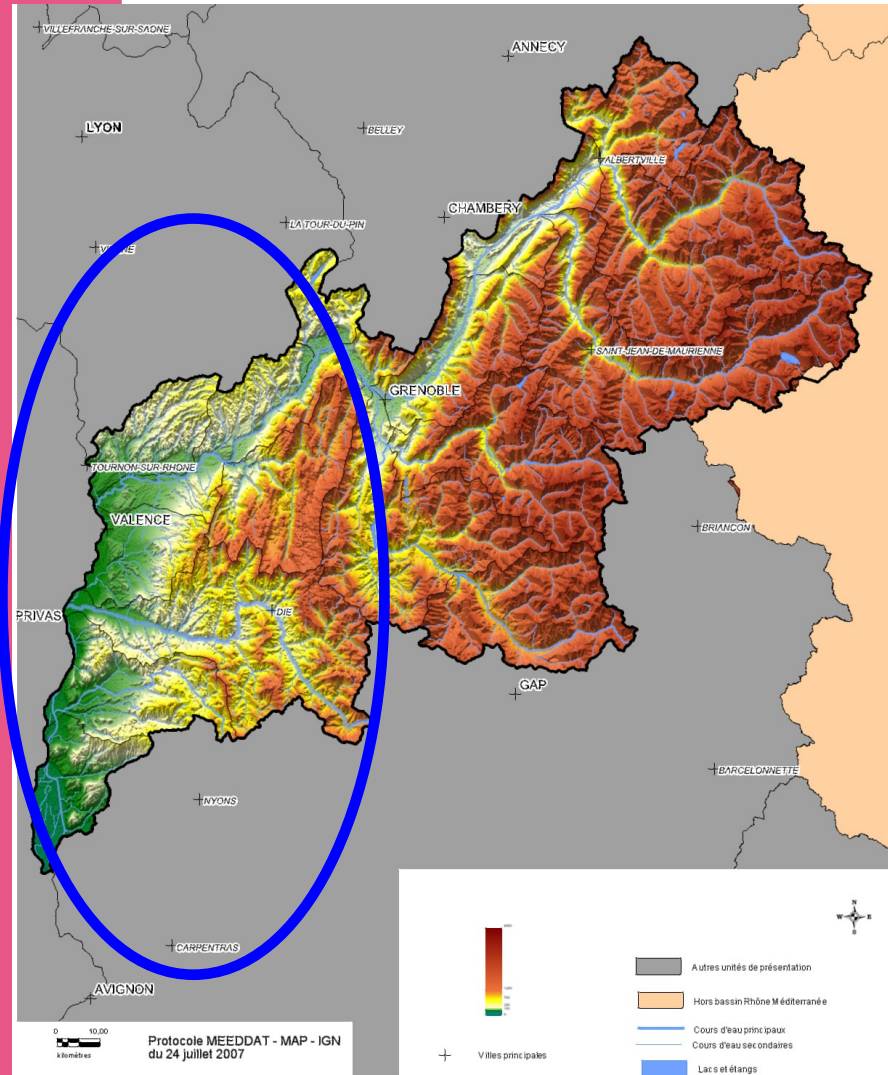 VILLEFRANCHE-SUR-SAONE
ANNECY
LYON
BELLEY
ALBERTVILLE
CHAMBERY
LA TOUR-DU-PIN
SAINT-JEAN-DE-MAURIENNE
GRENOBLE
TOURNON-SUR-RHONE
VALENCE
BRIANCON
PRIVAS
DIE
GAP
BARCELONNETTE
NYONS
CARPENTRAS
AVIGNON
N
W E
S
Autres unités de présentation
Hors bassin Rhône Méditerranée
Cours d'eau principaux
Cours d'eau secondaires
Lacs et étangs
Villes principales
0 10,00
kilomètres
Protocole MEEDDAT - MAP - IGN
du 24 juillet 2007